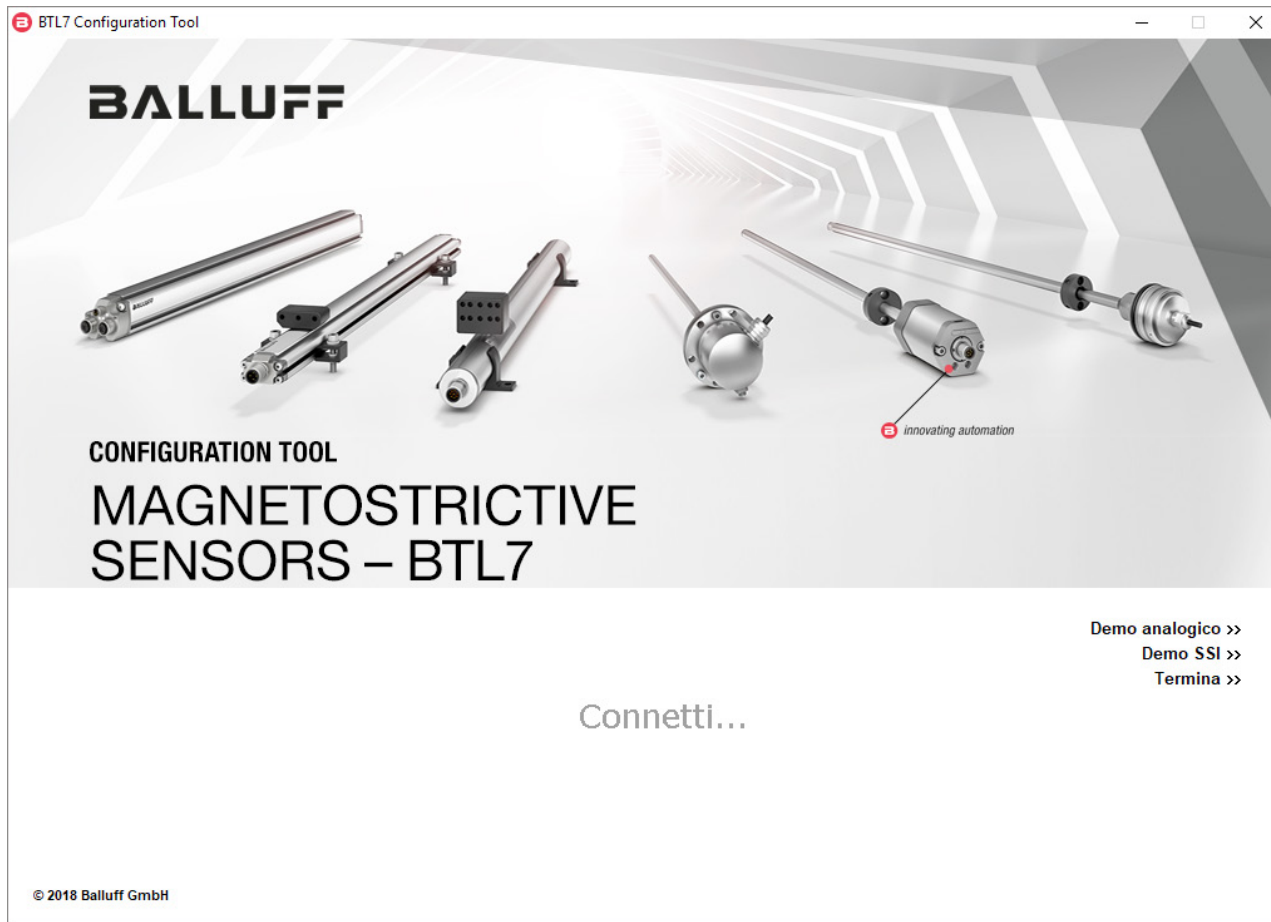 BTL7 Configuration Tool
BALLUFF
BALLUFF
innovating automation
CONFIGURATION TOOL
MAGNETOSTRICTIVE
SENSORS – BTL7
Demo analogico >>
Demo SSI >>
Termina >>
Connetti...
© 2018 Balluff GmbH